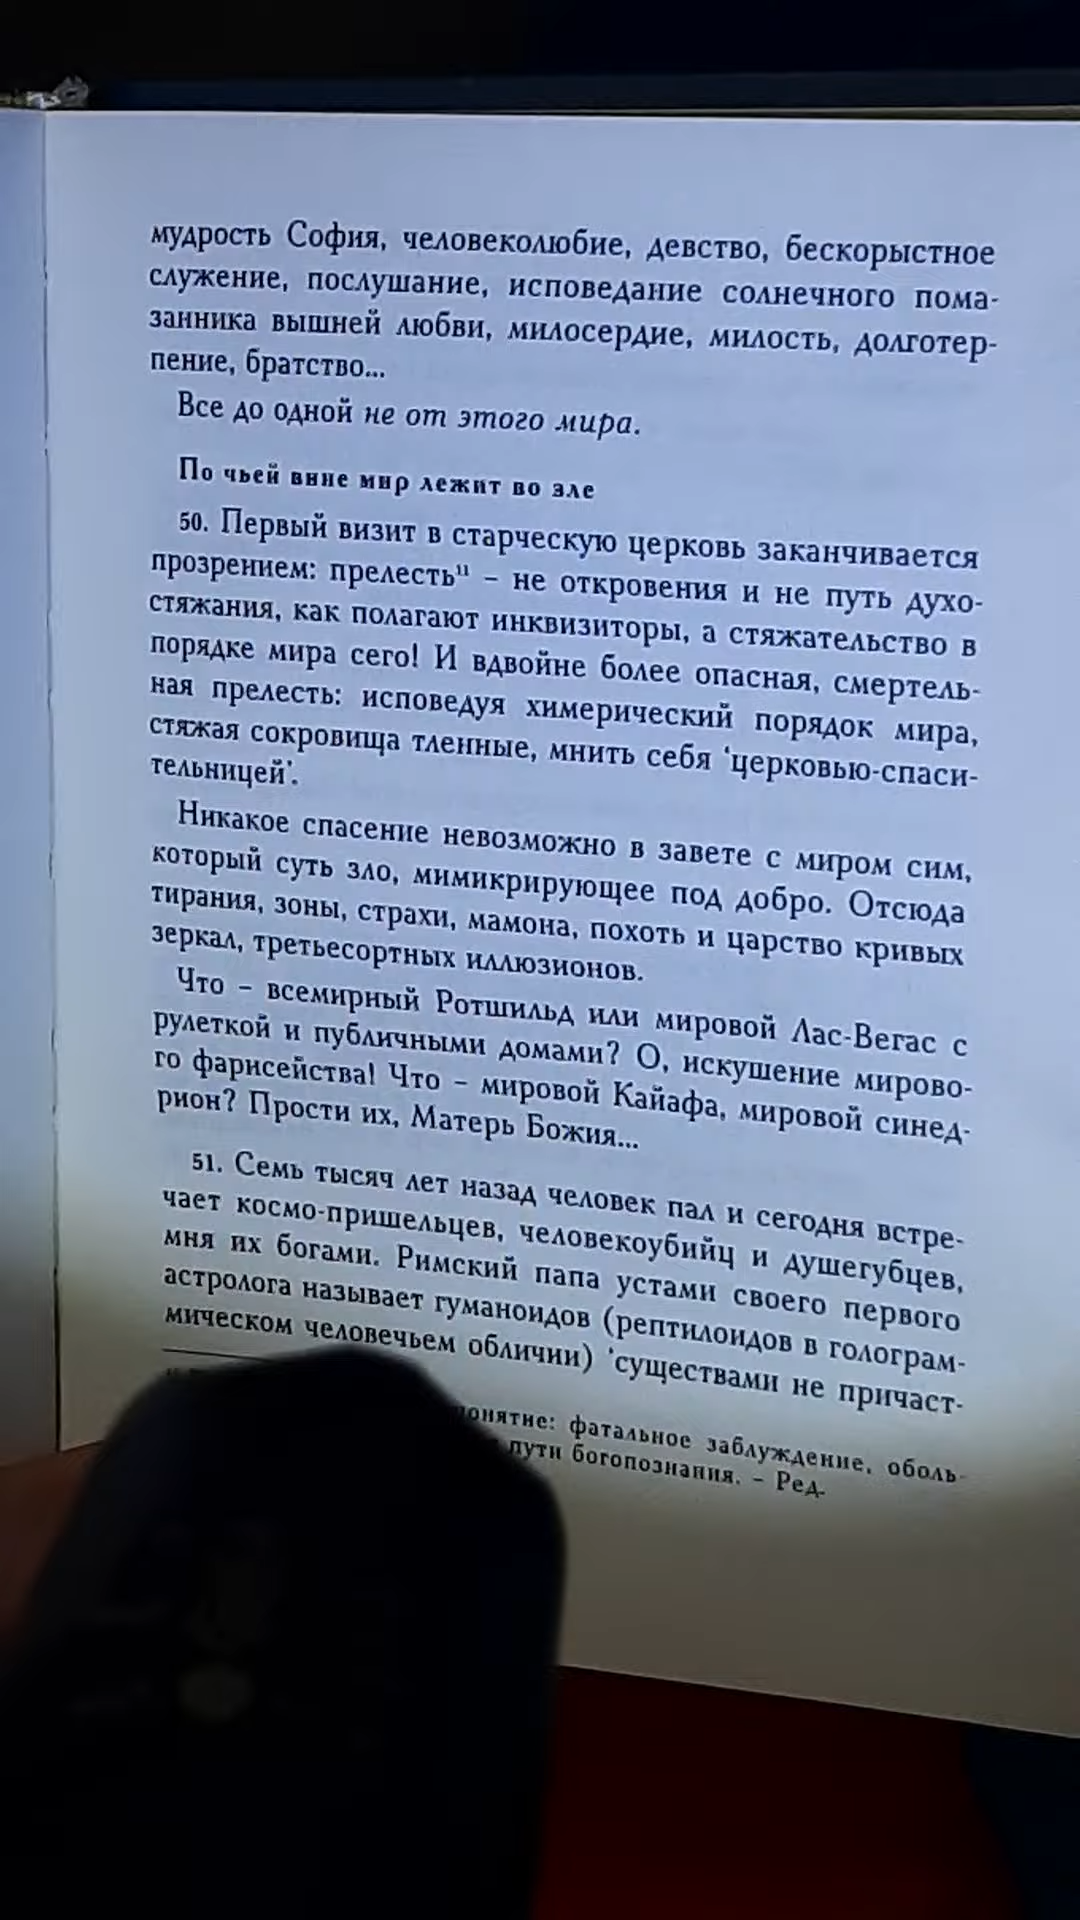 мудрость София, человеколюбие, девство, бескорыстное
служение, послушание, исповедание солнечного пома-
занника вышней любви, милосердие, милость, долготер-
пение, братство...
Все до одной не от этого мира.
По чьей вине мир лежит во зле
50. Первый визит в старческую церковь заканчивается
прозрением: прелесть¹¹ – не откровения и не путь духо-
стяжания, как полагают инквизиторы, а стяжательство в
порядке мира сего! И вдвойне более опасная, смертель-
ная прелесть: исповедуя химерический порядок мира,
стяжая сокровища тленные, мнить себя ‘церковью-спаси-
тельницей’.
Никакое спасение невозможно в завете с миром сим,
который суть зло, мимикрирующее под добро. Отсюда
тирания, зоны, страхи, мамона, похоть и царство кривых
зеркал, третьесортных иллюзионов.
Что – всемирный Ротшильд или мировой Лас-Вегас с
рулеткой и публичными домами? О, искушение мирово-
го фарисейства! Что – мировой Кайафа, мировой синед-
рион? Прости их, Матерь Божия...
51. Семь тысяч лет назад человек пал и сегодня встре-
чает космо-пришельцев, человекоубийц и душегубцев,
мня их богами. Римский папа устами своего первого
астролога называет гуманоидов (рептилоидов в голограм-
мическом человечьем обличии) ‘существами не причаст-
понятие: фатальное заблуждение, оболь-
пути богопознания. – Ред.